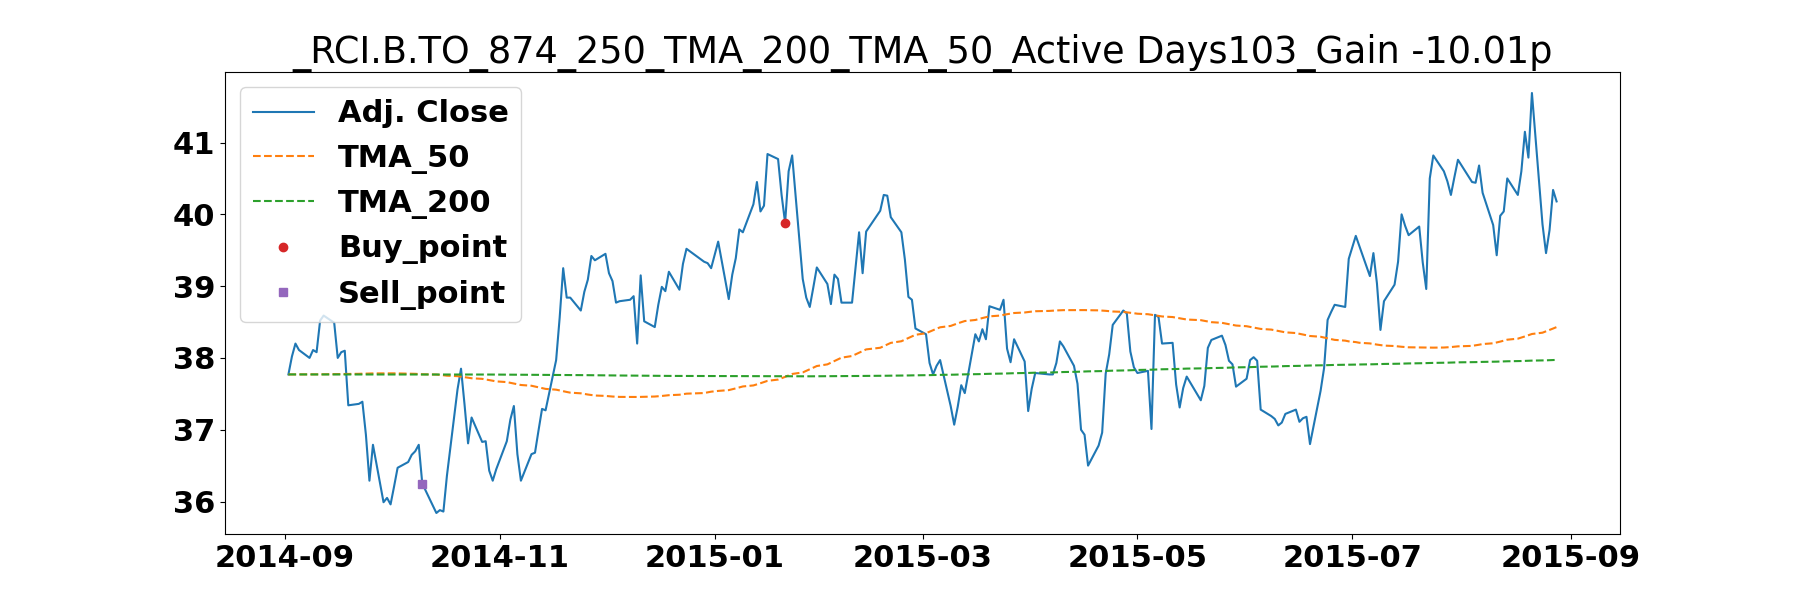 _RCI.B.TO_874_250_TMA_200_TMA_50_Active Days103_Gain -10.01p
Adj. Close
TMA_50
TMA_200
Buy_point
Sell_point
41
40
39
38
37
36
2014-09 2014-11 2015-01 2015-03 2015-05 2015-07 2015-09